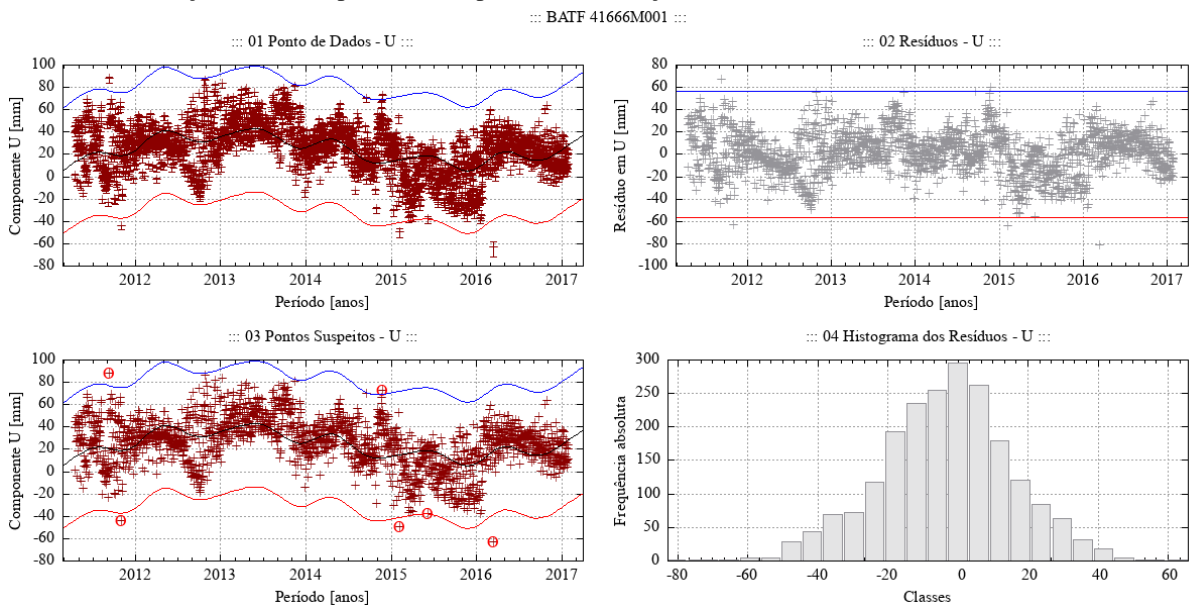 ::: BATF 41666M001 :::
::: 01 Ponto de Dados - U :::
Componente U [mm]
100
80
60
40
20
0
-20
-40
-60
-80
2012 2013 2014 2015 2016 2017
Período [anos]
::: 02 Resíduos - U :::
Resíduo em U [mm]
80
60
40
20
0
-20
-40
-60
-80
-100
2012 2013 2014 2015 2016 2017
Período [anos]
::: 03 Pontos Suspeitos - U :::
Componente U [mm]
100
80
60
40
20
0
-20
-40
-60
-80
2012 2013 2014 2015 2016 2017
Período [anos]
::: 04 Histograma dos Resíduos - U :::
Frequência absoluta
300
250
200
150
100
50
0
-80 -60 -40 -20 0 20 40 60
Classes